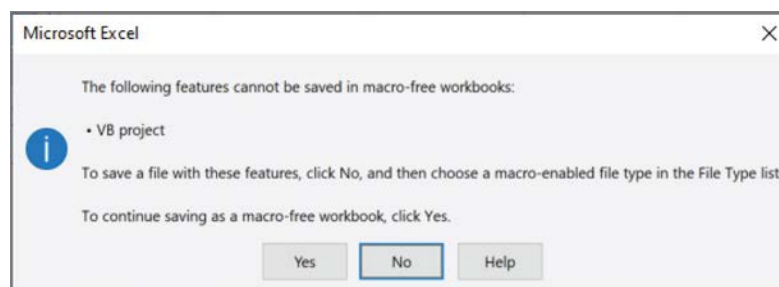 Microsoft Excel
The following features cannot be saved in macro-free workbooks:
• VB project
To save a file with these features, click No, and then choose a macro-enabled file type in the File Type list
To continue saving as a macro-free workbook, click Yes.
Yes No Help